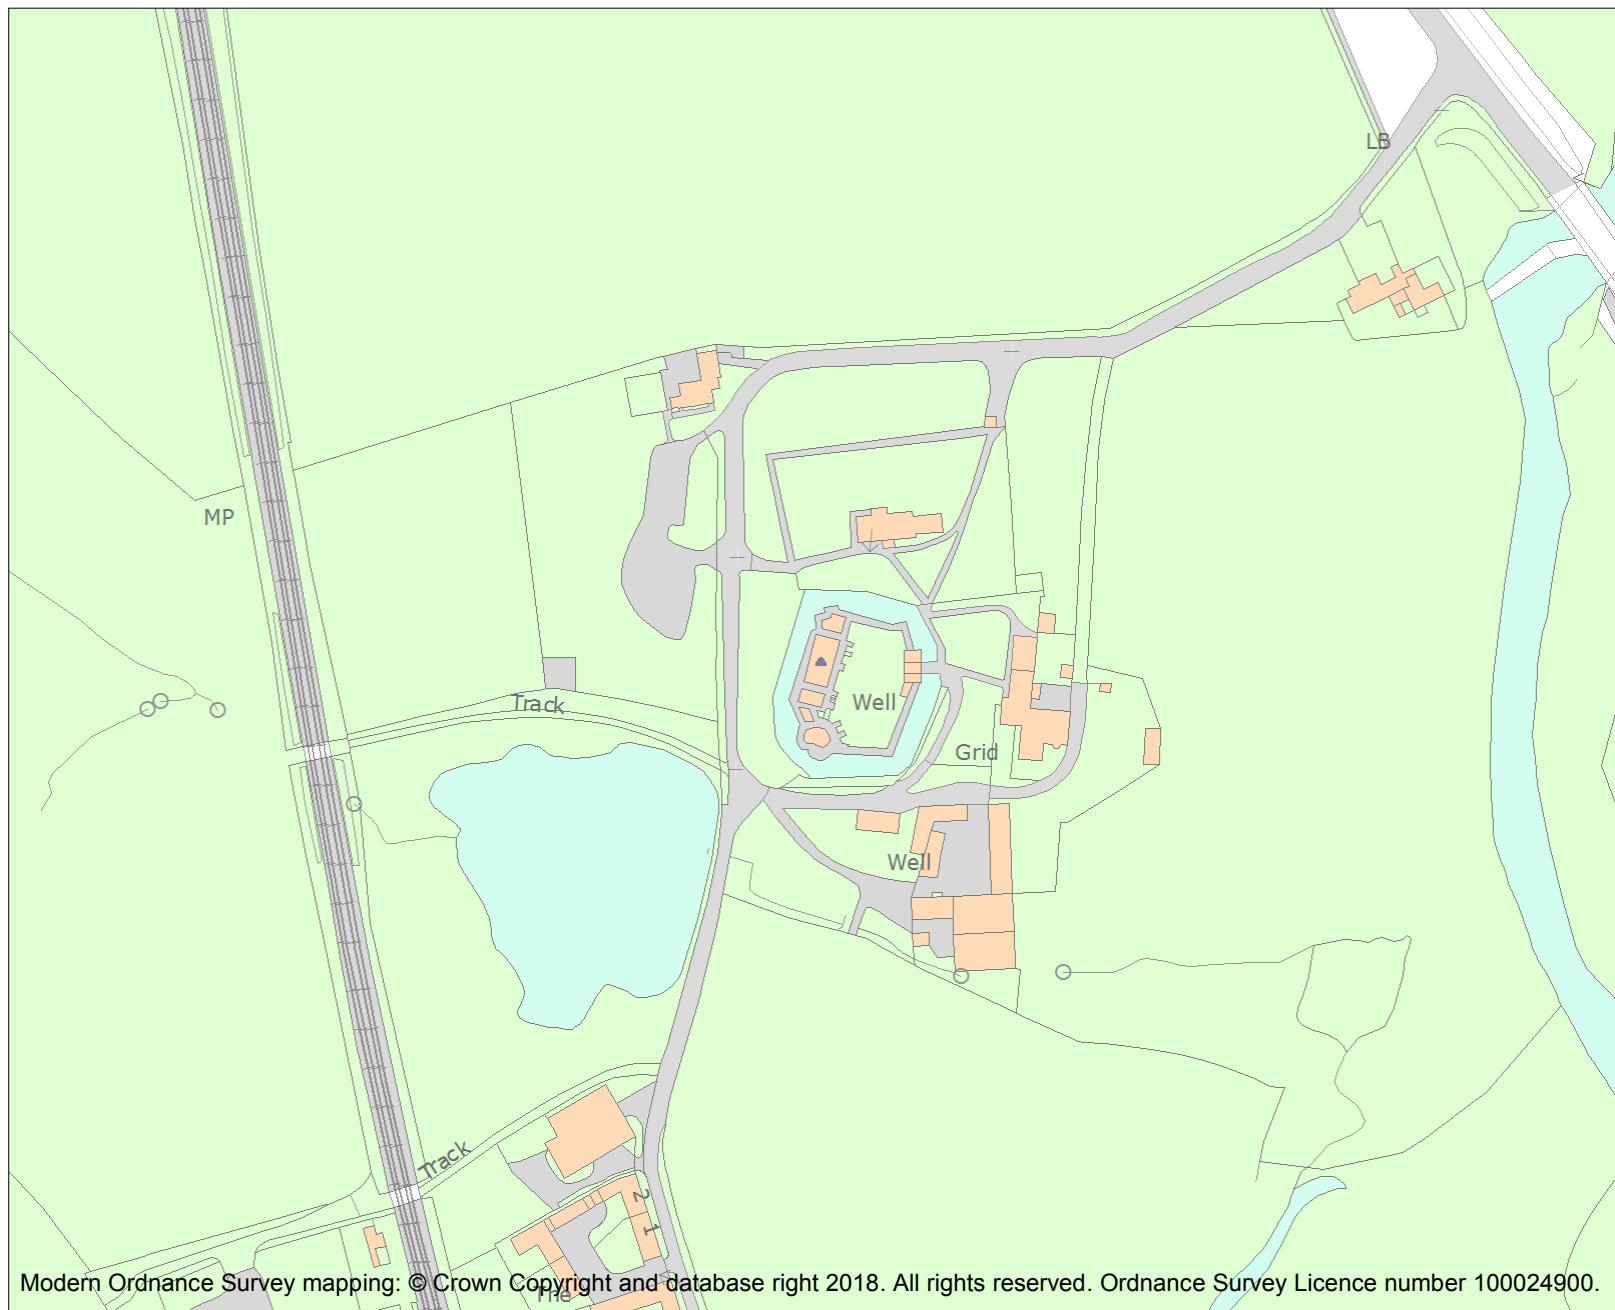 LB
MP
Track
Well
Grid
Well
Track
2
1
The
Modern Ordnance Survey mapping: © Crown Copyright and database right 2018. All rights reserved. Ordnance Survey Licence number 100024900.